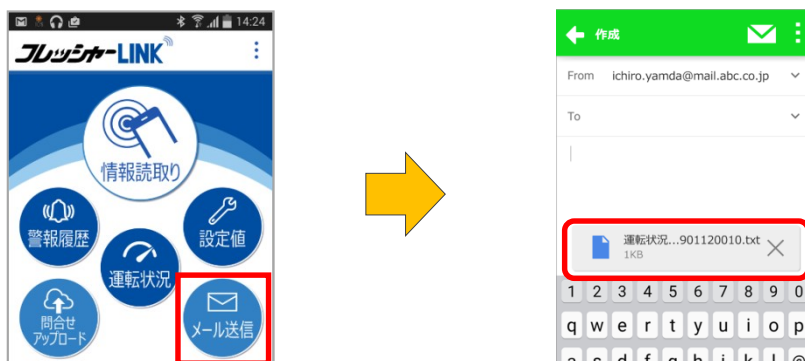 14:24
フレッシャーLINK
情報読取り
警報履歴
設定値
運転状況
問合せ
アップロード
メール送信
作成
From ichiro.yamda@mail.abc.co.jp
To
運転状況...901120010.txt
1KB
1 2 3 4 5 6 7 8 9 0
q w e r t y u i o p
a s d f g h j k l @